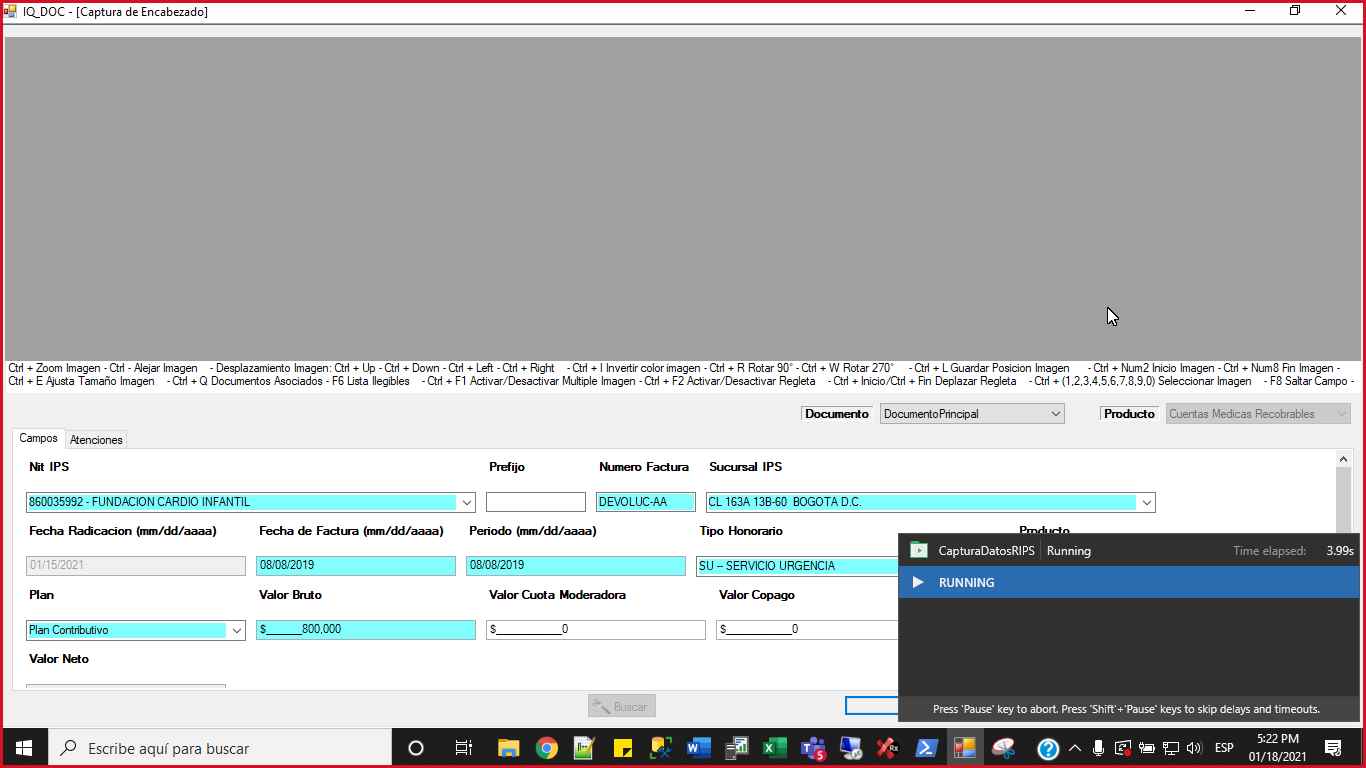 IQ_DOC - [Captura de Encabezado]
Ctrl + Zoom Imagen - Ctrl - Alejar Imagen - Desplazamiento Imagen: Ctrl + Up - Ctrl + Down - Ctrl + Left - Ctrl + Right - Ctrl + I Invertir color imagen - Ctrl + R Rotar 90° - Ctrl + W Rotar 270° - Ctrl + L Guardar Posicion Imagen - Ctrl + Num2 Inicio Imagen - Ctrl + Num8 Fin Imagen -
Ctrl + E Ajusta Tamaño Imagen - Ctrl + Q Documentos Asociados - F6 Lista Ilegibles - Ctrl + F1 Activar/Desactivar Multiple Imagen - Ctrl + F2 Activar/Desactivar Regleta - Ctrl + Inicio/Ctrl + Fin Deplazar Regleta - Ctrl + (1,2,3,4,5,6,7,8,9,0) Seleccionar Imagen - F8 Saltar Campo -
Documento DocumentoPrincipal Producto Cuentas Medicas Recobrables
Campos Atenciones
Nit IPS Prefijo Numero Factura Sucursal IPS
860035992 - FUNDACION CARDIO INFANTIL DEVOLUC-AA CL 163A 13B-60 BOGOTA D.C.
Fecha Radicacion (mm/dd/aaaa) Fecha de Factura (mm/dd/aaaa) Periodo (mm/dd/aaaa) Tipo Honorario Producto
01/15/2021 08/08/2019 08/08/2019 SU – SERVICIO URGENCIA
Plan Valor Bruto Valor Cuota Moderadora Valor Copago
Plan Contributivo $______800,000 $___________0 $___________0
Valor Neto
Buscar
CapturaDatosRIPS Running Time elapsed: 3.99s
RUNNING
Press 'Pause' key to abort. Press 'Shift'+'Pause' keys to skip delays and timeouts.
Escribe aquí para buscar
ESP
5:22 PM
01/18/2021